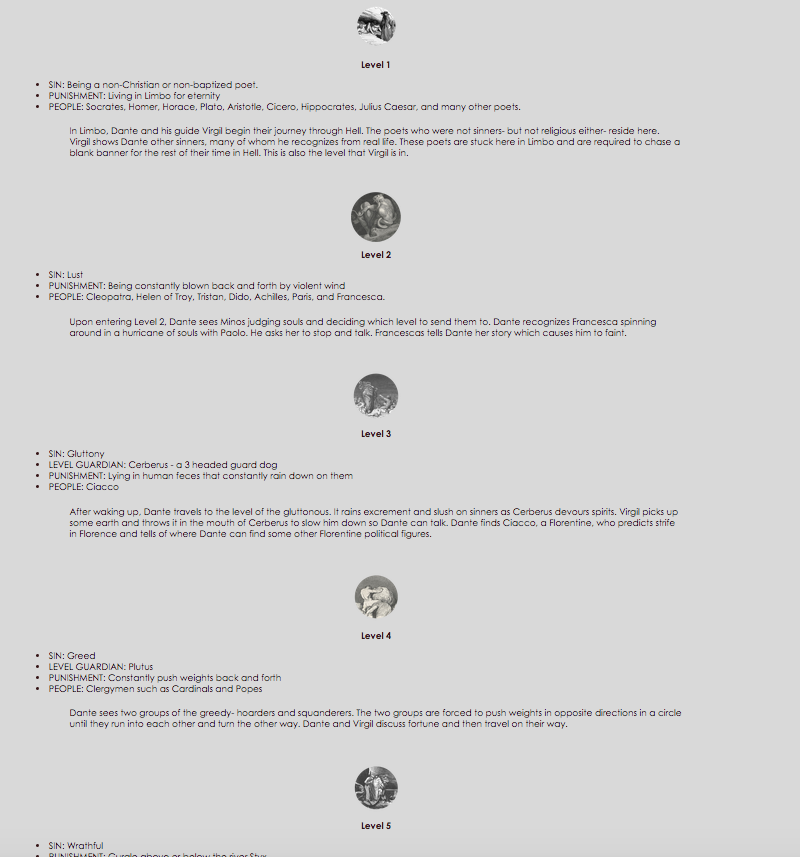 Level 1
• SIN: Being a non-Christian or non-baptized poet.
• PUNISHMENT: Living in Limbo for eternity
• PEOPLE: Socrates, Homer, Horace, Plato, Aristotle, Cicero, Hippocrates, Julius Caesar, and many other poets.
In Limbo, Dante and his guide Virgil begin their journey through Hell. The poets who were not sinners- but not religious either- reside here.
Virgil shows Dante other sinners, many of whom he recognizes from real life. These poets are stuck here in Limbo and are required to chase a
blank banner for the rest of their time in Hell. This is also the level that Virgil is in.
Level 2
• SIN: Lust
• PUNISHMENT: Being constantly blown back and forth by violent wind
• PEOPLE: Cleopatra, Helen of Troy, Tristan, Dido, Achilles, Paris, and Francesca.
Upon entering Level 2, Dante sees Minos judging souls and deciding which level to send them to. Dante recognizes Francesca spinning
around in a hurricane of souls with Paolo. He asks her to stop and talk. Francescas tells Dante her story which causes him to faint.
Level 3
• SIN: Gluttony
• LEVEL GUARDIAN: Cerberus - a 3 headed guard dog
• PUNISHMENT: Lying in human feces that constantly rain down on them
• PEOPLE: Ciacco
After waking up, Dante travels to the level of the gluttonous. It rains excrement and slush on sinners as Cerberus devours spirits. Virgil picks up
some earth and throws it in the mouth of Cerberus to slow him down so Dante can talk. Dante finds Ciacco, a Florentine, who predicts strife
in Florence and tells of where Dante can find some other Florentine political figures.
Level 4
• SIN: Greed
• LEVEL GUARDIAN: Plutus
• PUNISHMENT: Constantly push weights back and forth
• PEOPLE: Clergymen such as Cardinals and Popes
Dante sees two groups of the greedy- hoarders and squanderers. The two groups are forced to push weights in opposite directions in a circle
until they run into each other and turn the other way. Dante and Virgil discuss fortune and then travel on their way.
Level 5
• SIN: Wrathful
• PUNISHMENT: Gurgle above or below the river Styx